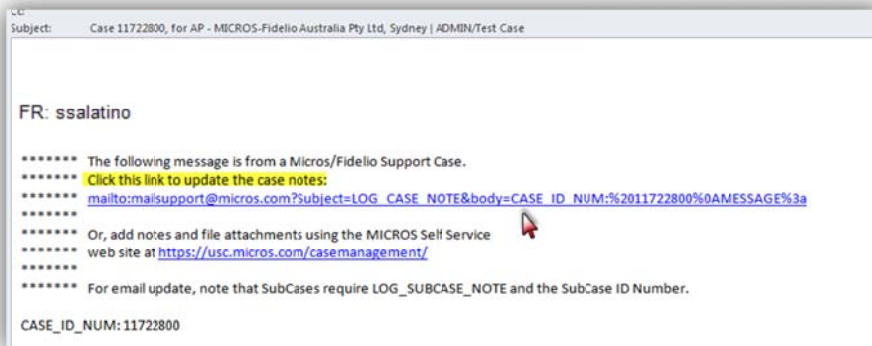 Subject: Case 11722800, for AP - MICROS-Fidelio Australia Pty Ltd, Sydney | ADMIN/Test Case
FR: ssalatino
******* The following message is from a Micros/Fidelio Support Case.
******* Click this link to update the case notes:
******* mailto:mailsupport@micros.com?Subject=LOG_CASE_NOTE&body=CASE_ID_NUM:%2011722800%0AMESSAGE%3a
*******
******* Or, add notes and file attachments using the MICROS Self Service
******* web site at https://usc.micros.com/casemanagement/
*******
******* For email update, note that SubCases require LOG_SUBCASE_NOTE and the SubCase ID Number.
CASE_ID_NUM: 11722800